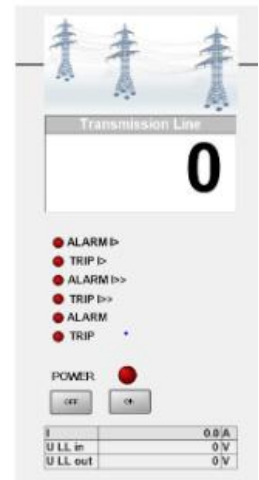 Transmission Line
0
ALARM I>
TRIP I>
ALARM I>>
TRIP I>>
ALARM
TRIP
POWER
OFF ON
I 0.0 A
U LL in 0 V
U LL out 0 V